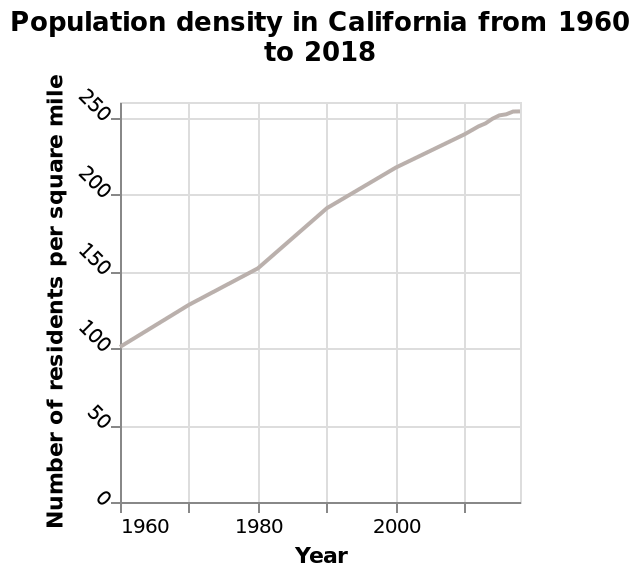 Population density in California from 1960
to 2018
Number of residents per square mile
250
200
150
100
50
0
1960
1980
2000
Year